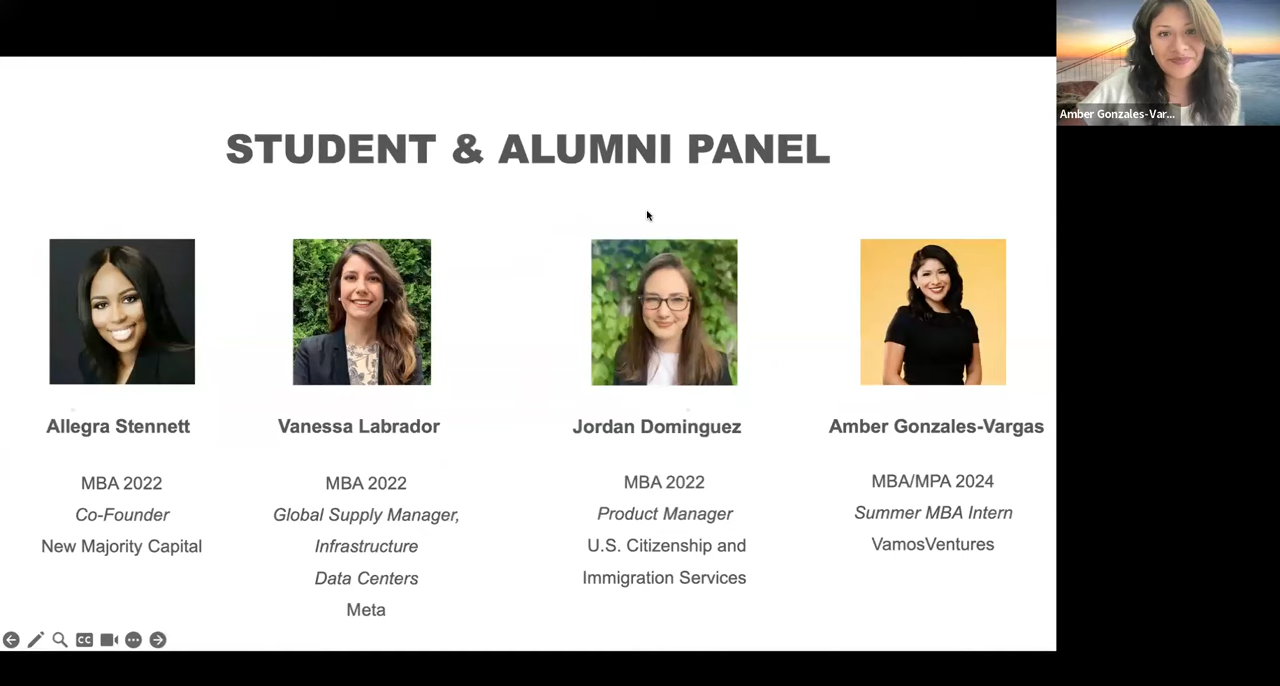 STUDENT & ALUMNI PANEL
Amber Gonzales-Var...
Allegra Stennett
MBA 2022
Co-Founder
New Majority Capital
Vanessa Labrador
MBA 2022
Global Supply Manager,
Infrastructure
Data Centers
Meta
Jordan Dominguez
MBA 2022
Product Manager
U.S. Citizenship and
Immigration Services
Amber Gonzales-Vargas
MBA/MPA 2024
Summer MBA Intern
VamosVentures
CC